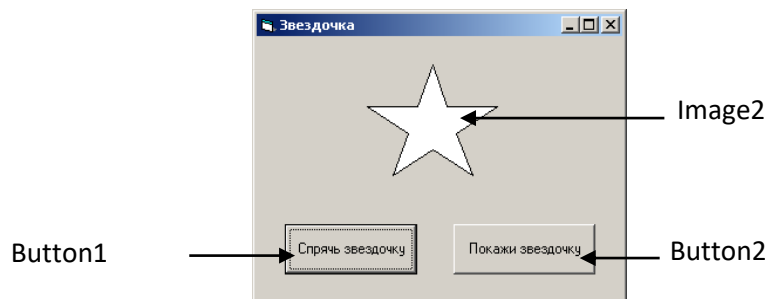 Звездочка
Image2
Button1
Спрячь звездочку
Покажи звездочку
Button2